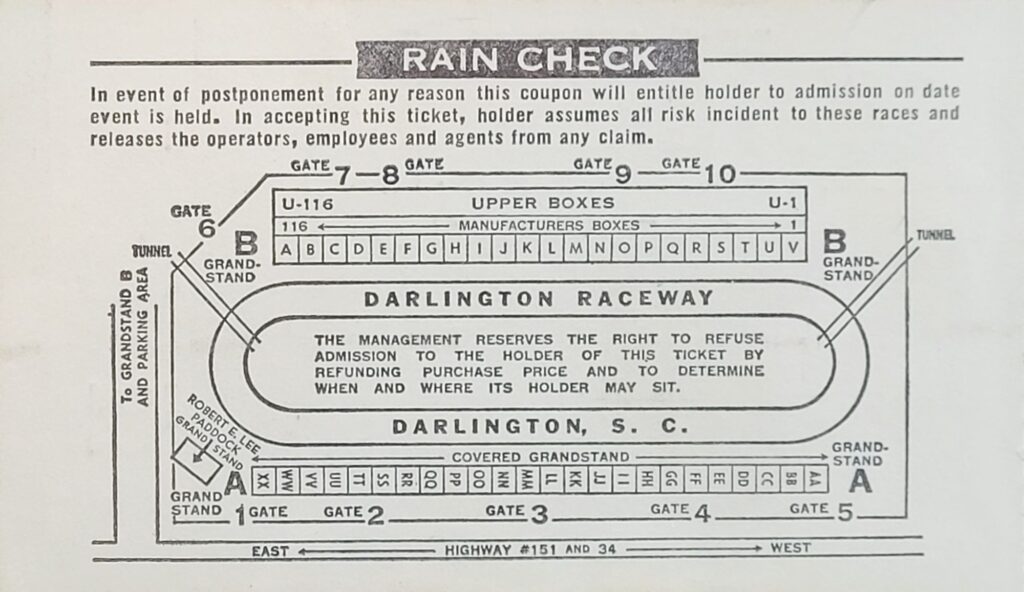 RAIN CHECK
In event of postponement for any reason this coupon will entitle holder to admission on date
event is held. In accepting this ticket, holder assumes all risk incident to these races and
releases the operators, employees and agents from any claim.
GATE 7 8 GATE GATE 9 GATE 10
GATE 6
U-116 UPPER BOXES U-1
116 MANUFACTURERS BOXES 1
A B C D E F G H I J K L M N O P Q R S T U V
B GRAND-
STAND
B GRAND-
STAND
TUNNEL
TUNNEL
To GRANDSTAND B
AND PARKING AREA
DARLINGTON RACEWAY
THE MANAGEMENT RESERVES THE RIGHT TO REFUSE
ADMISSION TO THE HOLDER OF THIS TICKET BY
REFUNDING PURCHASE PRICE AND TO DETERMINE
WHEN AND WHERE ITS HOLDER MAY SIT.
DARLINGTON, S. C.
ROBERT E. LEE
PADDOCK
GRAND STAND
COVERED GRANDSTAND
XX WW VV UU TT SS RR QQ PP OO NN MM LL KK JJ II HH GG FF EE DD CC BB AA
A GRAND
STAND
GRAND-
STAND
A
1 GATE GATE 2 GATE 3 GATE 4 GATE 5
EAST HIGHWAY #151 AND 34 WEST